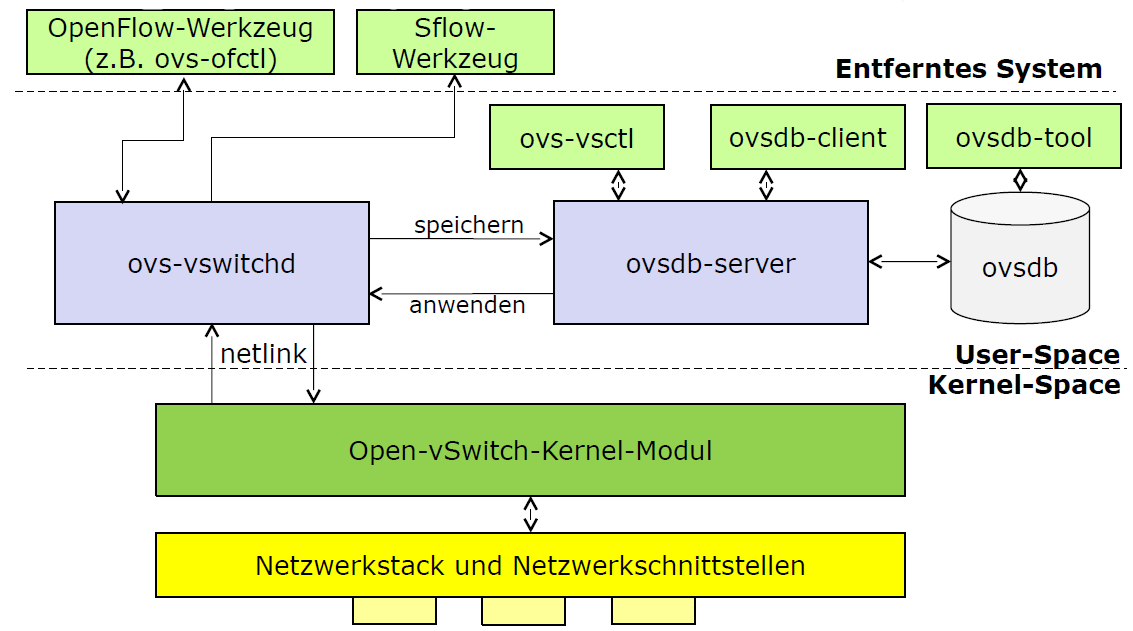 OpenFlow-Werkzeug
(z.B. ovs-ofctl)
Sflow-
Werkzeug
Entferntes System
ovs-vsctl
ovsdb-client
ovsdb-tool
ovs-vswitchd
speichern
anwenden
ovsdb-server
ovsdb
netlink
User-Space
Kernel-Space
Open-vSwitch-Kernel-Modul
Netzwerkstack und Netzwerkschnittstellen